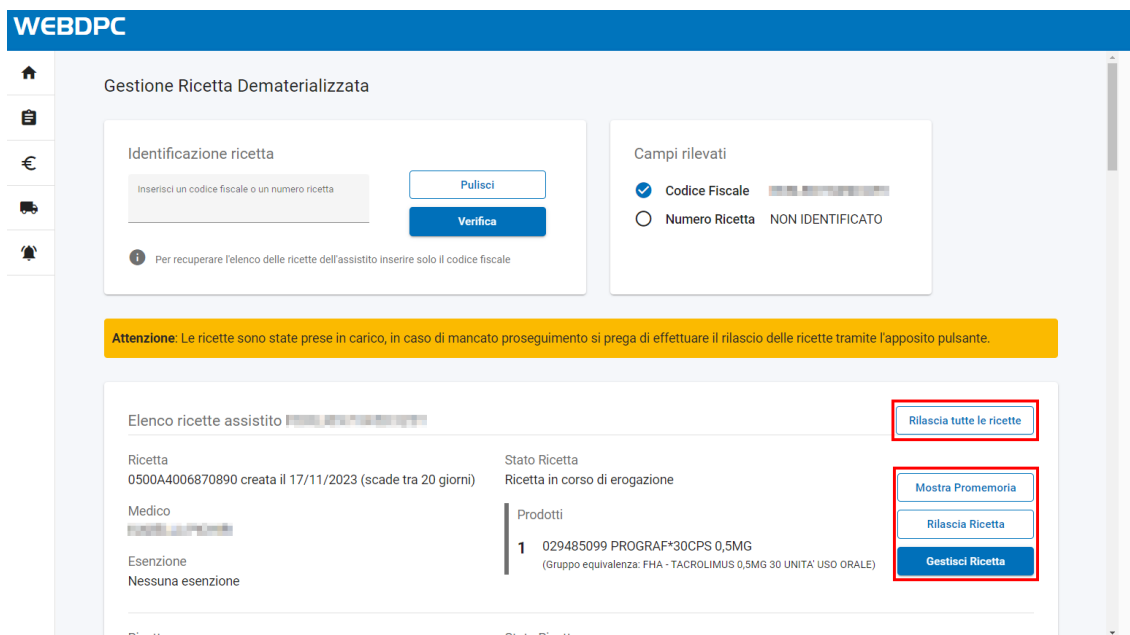 WEBDPC
Gestione Ricetta Dematerializzata
Identificazione ricetta
Inserisci un codice fiscale o un numero ricetta
Pulisci
Verifica
Per recuperare l'elenco delle ricette dell'assistito inserire solo il codice fiscale
Campi rilevati
Codice Fiscale
Numero Ricetta NON IDENTIFICATO
Attenzione: Le ricette sono state prese in carico, in caso di mancato proseguimento si prega di effettuare il rilascio delle ricette tramite l'apposito pulsante.
Elenco ricette assistito
Rilascia tutte le ricette
Ricetta
0500A4006870890 creata il 17/11/2023 (scade tra 20 giorni)
Medico
Esenzione
Nessuna esenzione
Stato Ricetta
Ricetta in corso di erogazione
Prodotti
1 029485099 PROGRAF*30CPS 0,5MG
(Gruppo equivalenza: FHA - TACROLIMUS 0,5MG 30 UNITA' USO ORALE)
Mostra Promemoria
Rilascia Ricetta
Gestisci Ricetta